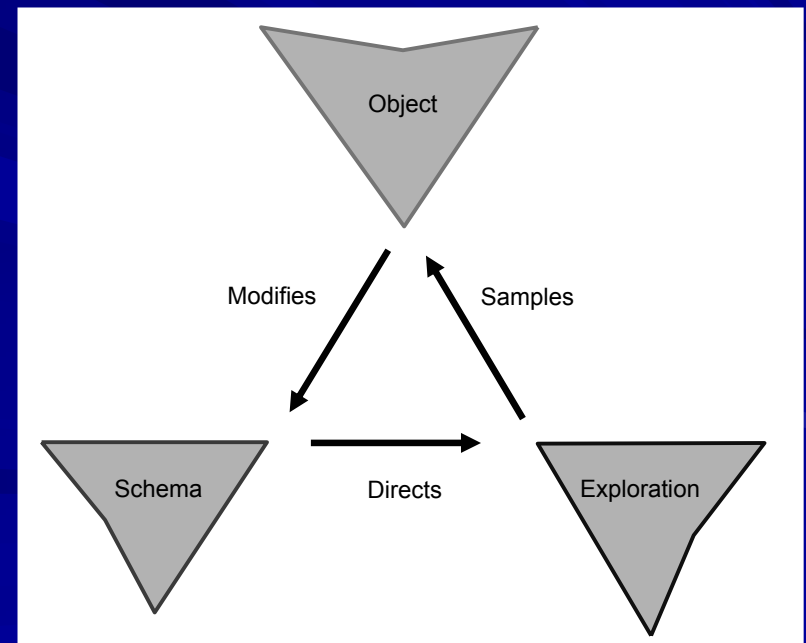 Object
Modifies
Samples
Schema
Directs
Exploration